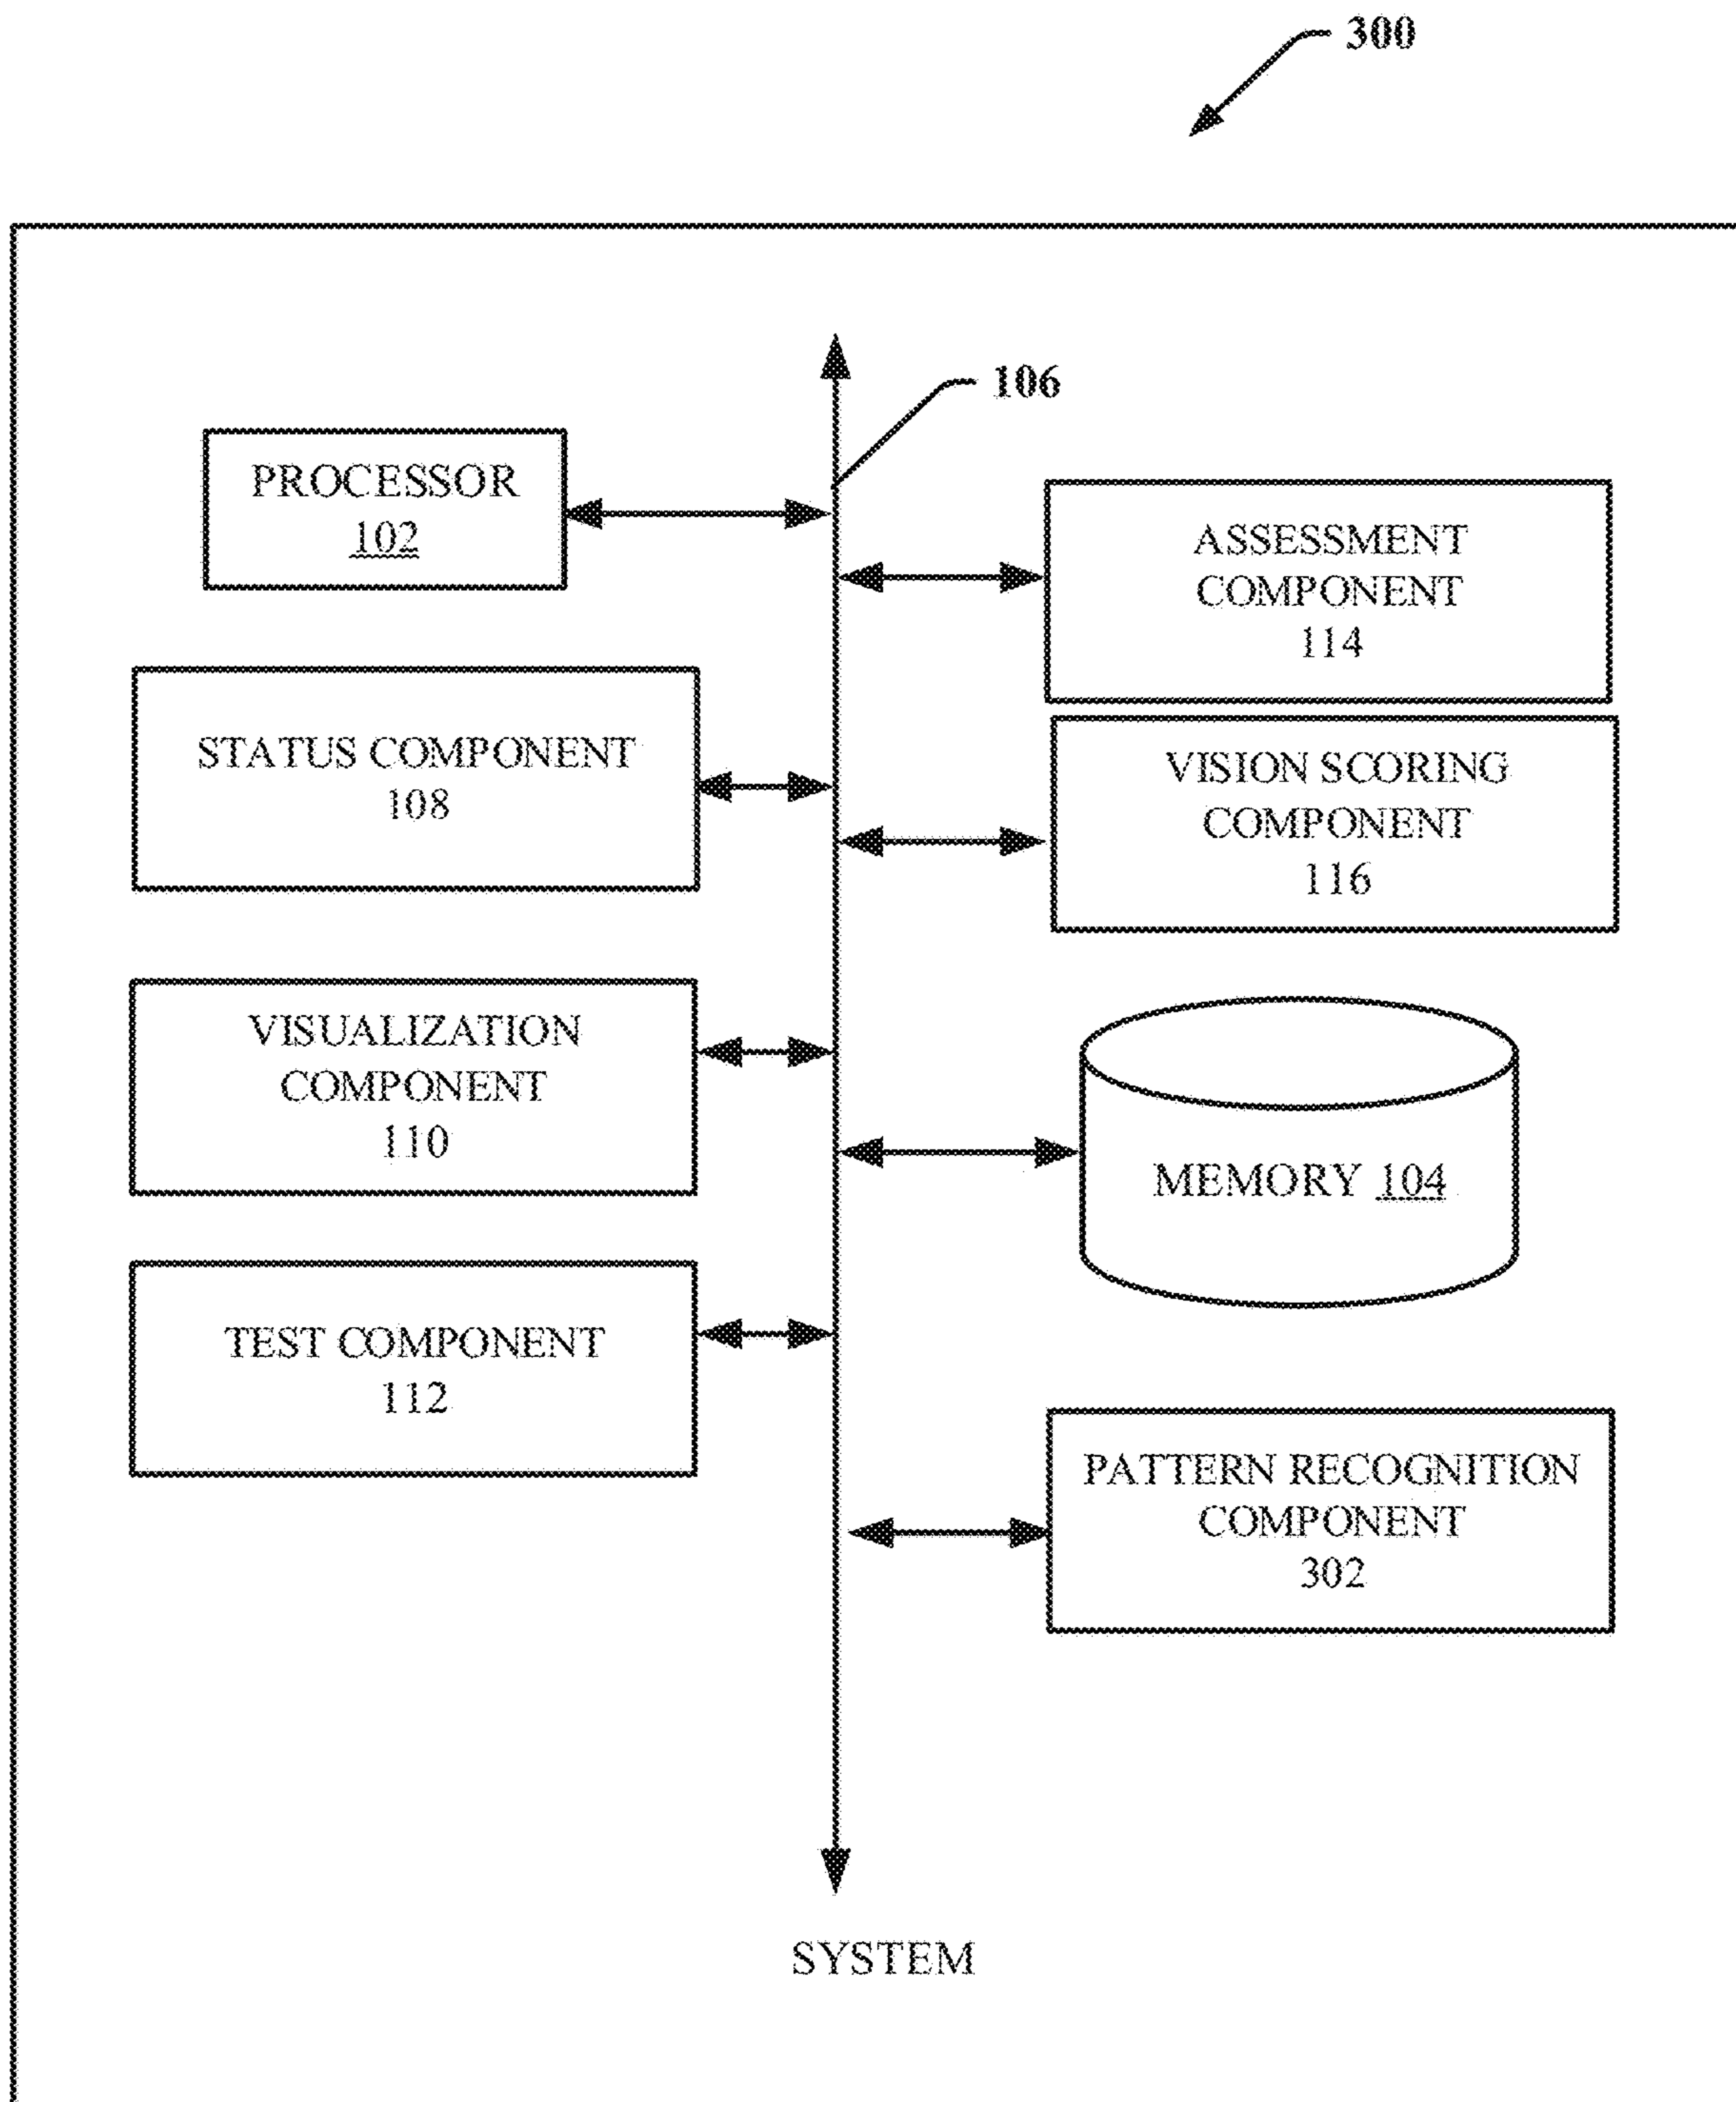 300
106
PROCESSOR
102
ASSESSMENT
COMPONENT
114
STATUS COMPONENT
108
VISION SCORING
COMPONENT
116
VISUALIZATION
COMPONENT
110
MEMORY 104
TEST COMPONENT
112
PATTERN RECOGNITION
COMPONENT
302
SYSTEM